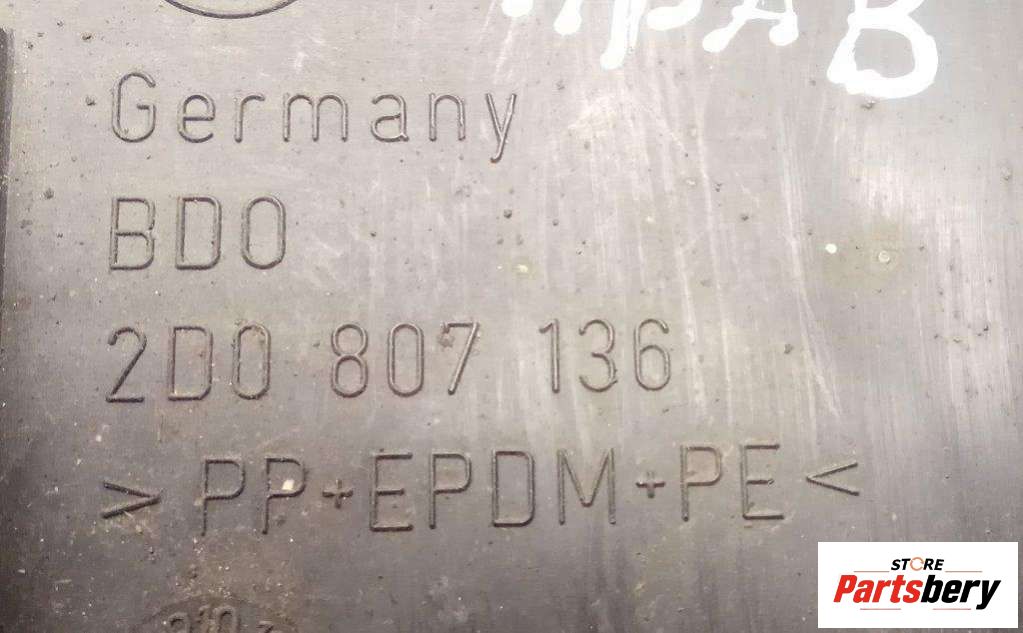 Germany
BDO
2D0 807 136
>PP+EPDM+PE<
STORE
Partsbery